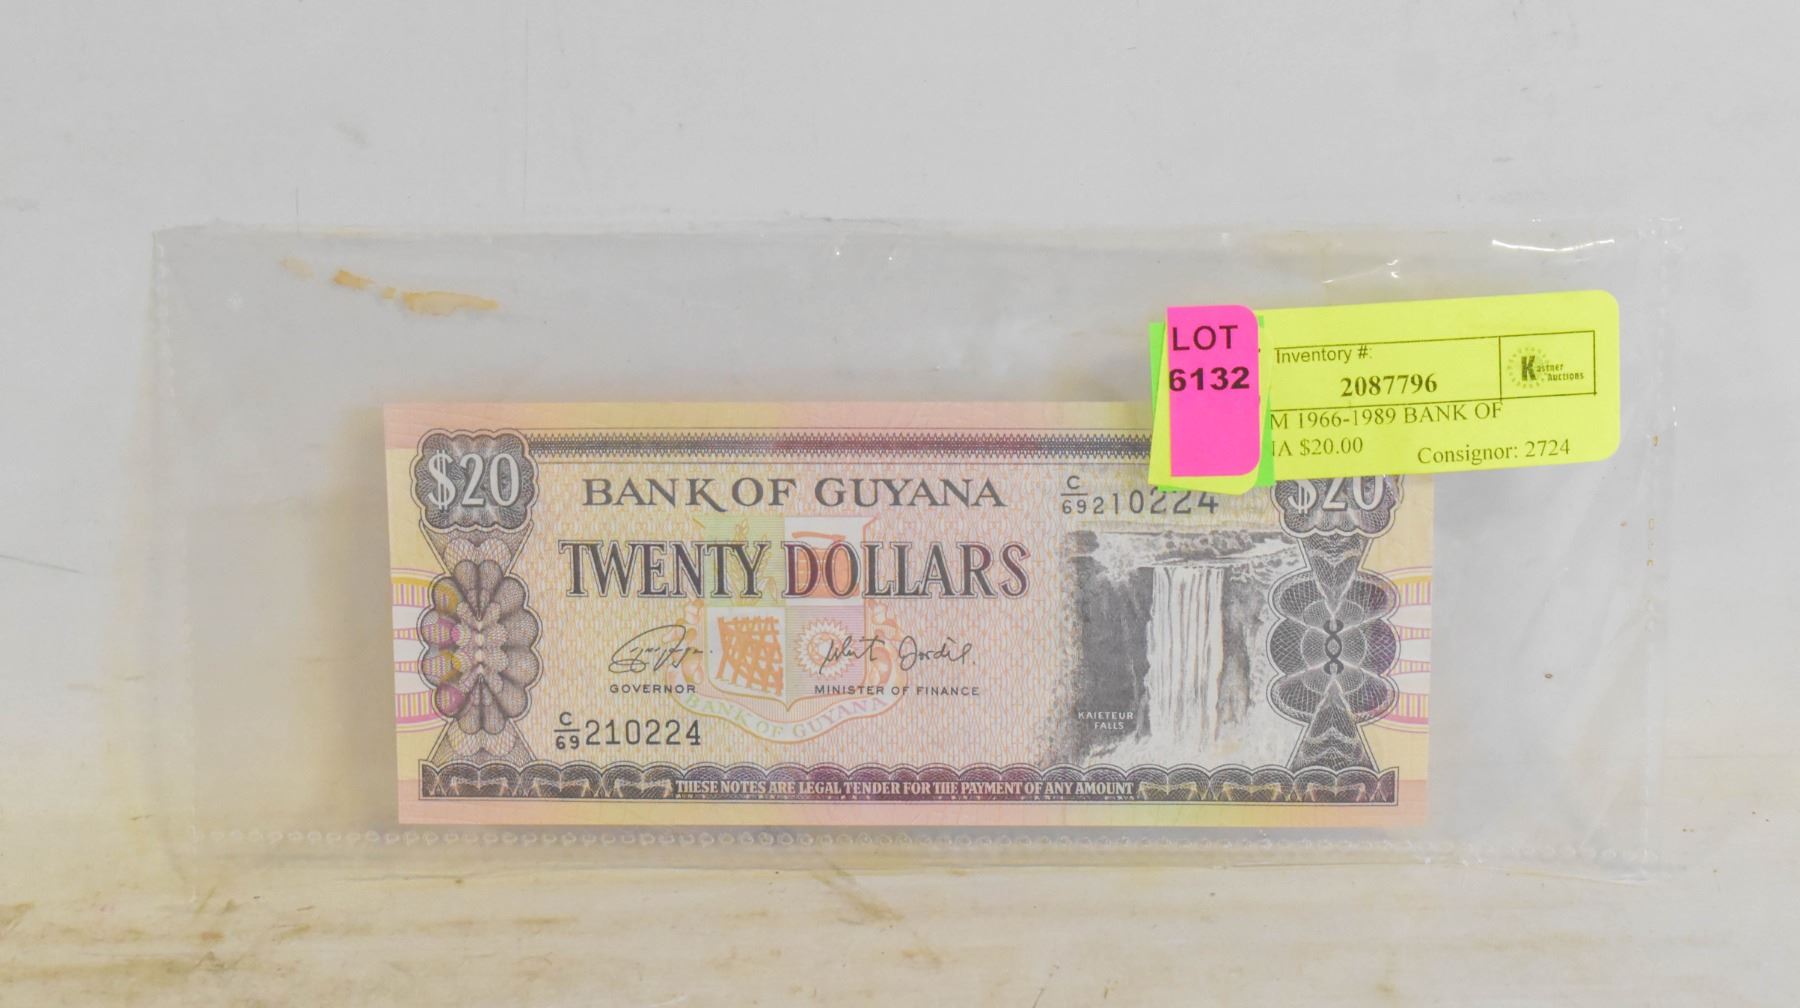 LOT
6132
Inventory #:
2087796
Kastner
Auctions
M 1966-1989 BANK OF
NA $20.00
Consignor: 2724
$20
BANK OF GUYANA
C/69 210224
$20
TWENTY DOLLARS
GOVERNOR
MINISTER OF FINANCE
BANK OF GUYANA
KAIETEUR
FALLS
C/69 210224
THESE NOTES ARE LEGAL TENDER FOR THE PAYMENT OF ANY AMOUNT